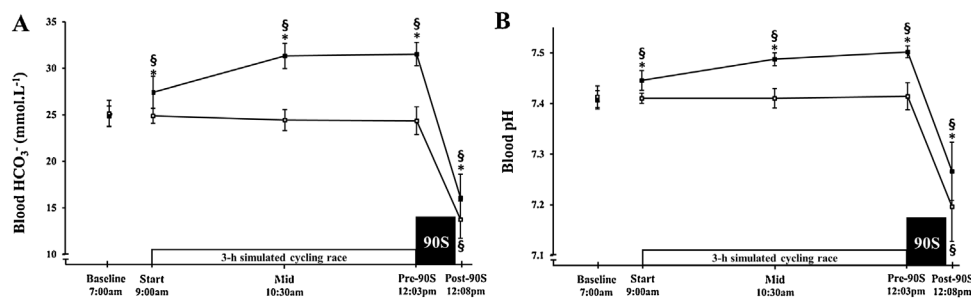 A
Blood HCO₃- (mmol.L⁻¹)
35
30
25
20
15
10
§
*
§
*
§
*
§
*
§
90S
3-h simulated cycling race
Baseline Start Mid Pre-90S Post-90S
7:00am 9:00am 10:30am 12:03pm 12:08pm
B
Blood pH
7.5
7.4
7.3
7.2
7.1
§
*
§
*
§
*
§
*
§
90S
3-h simulated cycling race
Baseline Start Mid Pre-90S Post-90S
7:00am 9:00am 10:30am 12:03pm 12:08pm